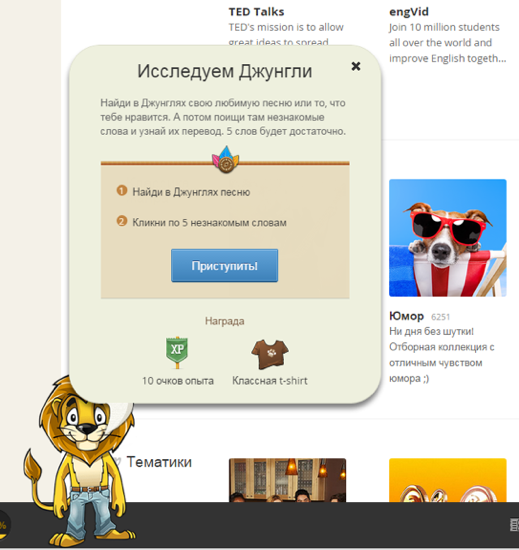 TED Talks
TED's mission is to allow
great ideas to spread
engVid
Join 10 million students
all over the world and
improve English togeth...
Исследуем Джунгли
Найди в Джунглях свою любимую песню или то, что
тебе нравится. А потом поищи там незнакомые
слова и узнай их перевод. 5 слов будет достаточно.
1 Найди в Джунглях песню
2 Кликни по 5 незнакомым словам
Приступить!
Награда
XP
10 очков опыта
Классная t-shirt
Юмор 6251
Ни дня без шутки!
Отборная коллекция с
отличным чувством
юмора ;)
Тематики
%